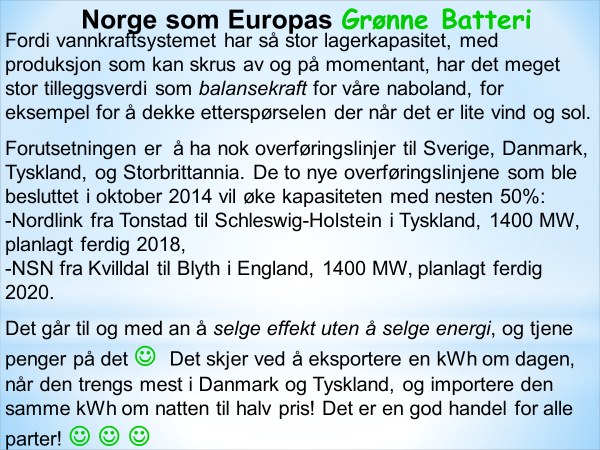 Norge som Europas Grønne Batteri
Fordi vannkraftsystemet har så stor lagerkapasitet, med
produksjon som kan skrus av og på momentant, har det meget
stor tilleggsverdi som balansekraft for våre naboland, for
eksempel for å dekke etterspørselen der når det er lite vind og sol.
Forutsetningen er å ha nok overføringslinjer til Sverige, Danmark,
Tyskland, og Storbrittannia. De to nye overføringslinjene som ble
besluttet i oktober 2014 vil øke kapasiteten med nesten 50%:
-Nordlink fra Tonstad til Schleswig-Holstein i Tyskland, 1400 MW,
planlagt ferdig 2018,
-NSN fra Kvilldal til Blyth i England, 1400 MW, planlagt ferdig
2020.
Det går til og med an å selge effekt uten å selge energi, og tjene
penger på det ☺ Det skjer ved å eksportere en kWh om dagen,
når den trengs mest i Danmark og Tyskland, og importere den
samme kWh om natten til halv pris! Det er en god handel for alle
parter! ☺ ☺ ☺